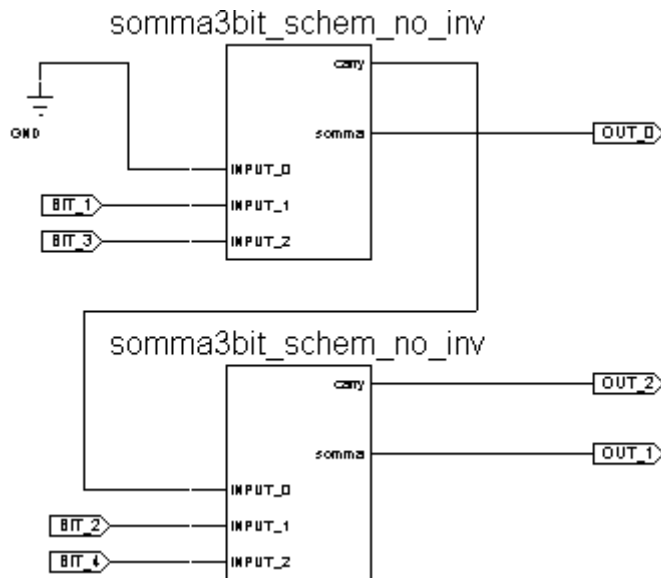 somma3bit_schem_no_inv
carry
GND
somma
OUT_0
INPUT_0
BIT_1
INPUT_1
BIT_3
INPUT_2
somma3bit_schem_no_inv
carry
OUT_2
somma
OUT_1
INPUT_0
BIT_2
INPUT_1
BIT_4
INPUT_2